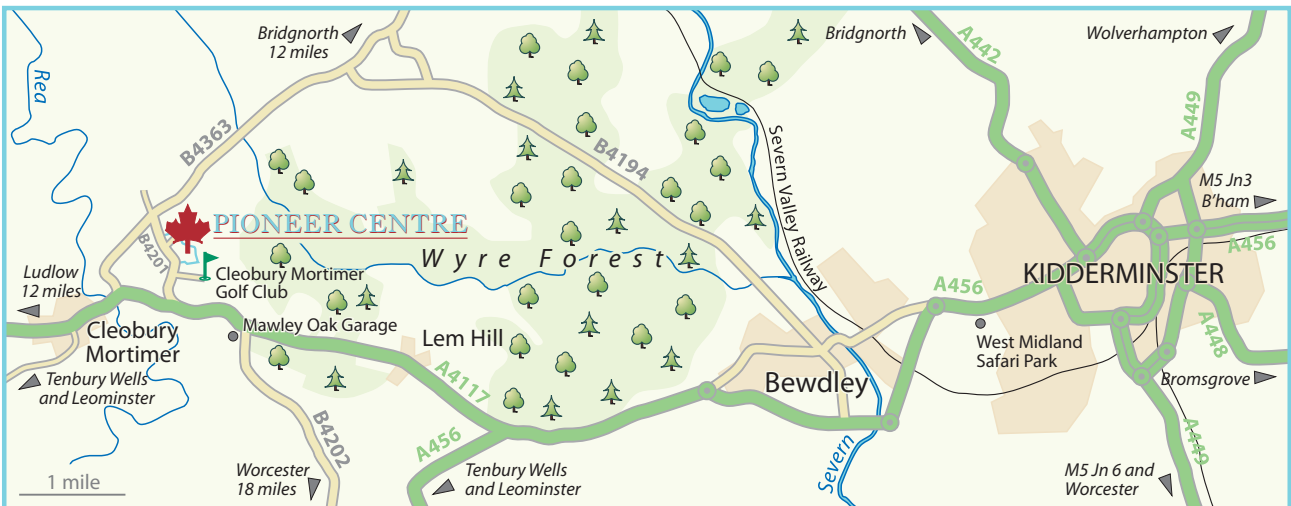 Bridgnorth
12 miles
Bridgnorth
A442
Wolverhampton
A449
Rea
B4363
B4194
Severn Valley Railway
M5 Jn3
B'ham
A456
PIONEER CENTRE
B4201
Wyre Forest
Ludlow
12 miles
Cleobury Mortimer
Golf Club
KIDDERMINSTER
A456
Mawley Oak Garage
Cleobury
Mortimer
Lem Hill
West Midland
Safari Park
A448
Tenbury Wells
and Leominster
A4117
Bewdley
Bromsgrove
B4202
A456
A449
Worcester
18 miles
Tenbury Wells
and Leominster
Severn
M5 Jn 6 and
Worcester
1 mile